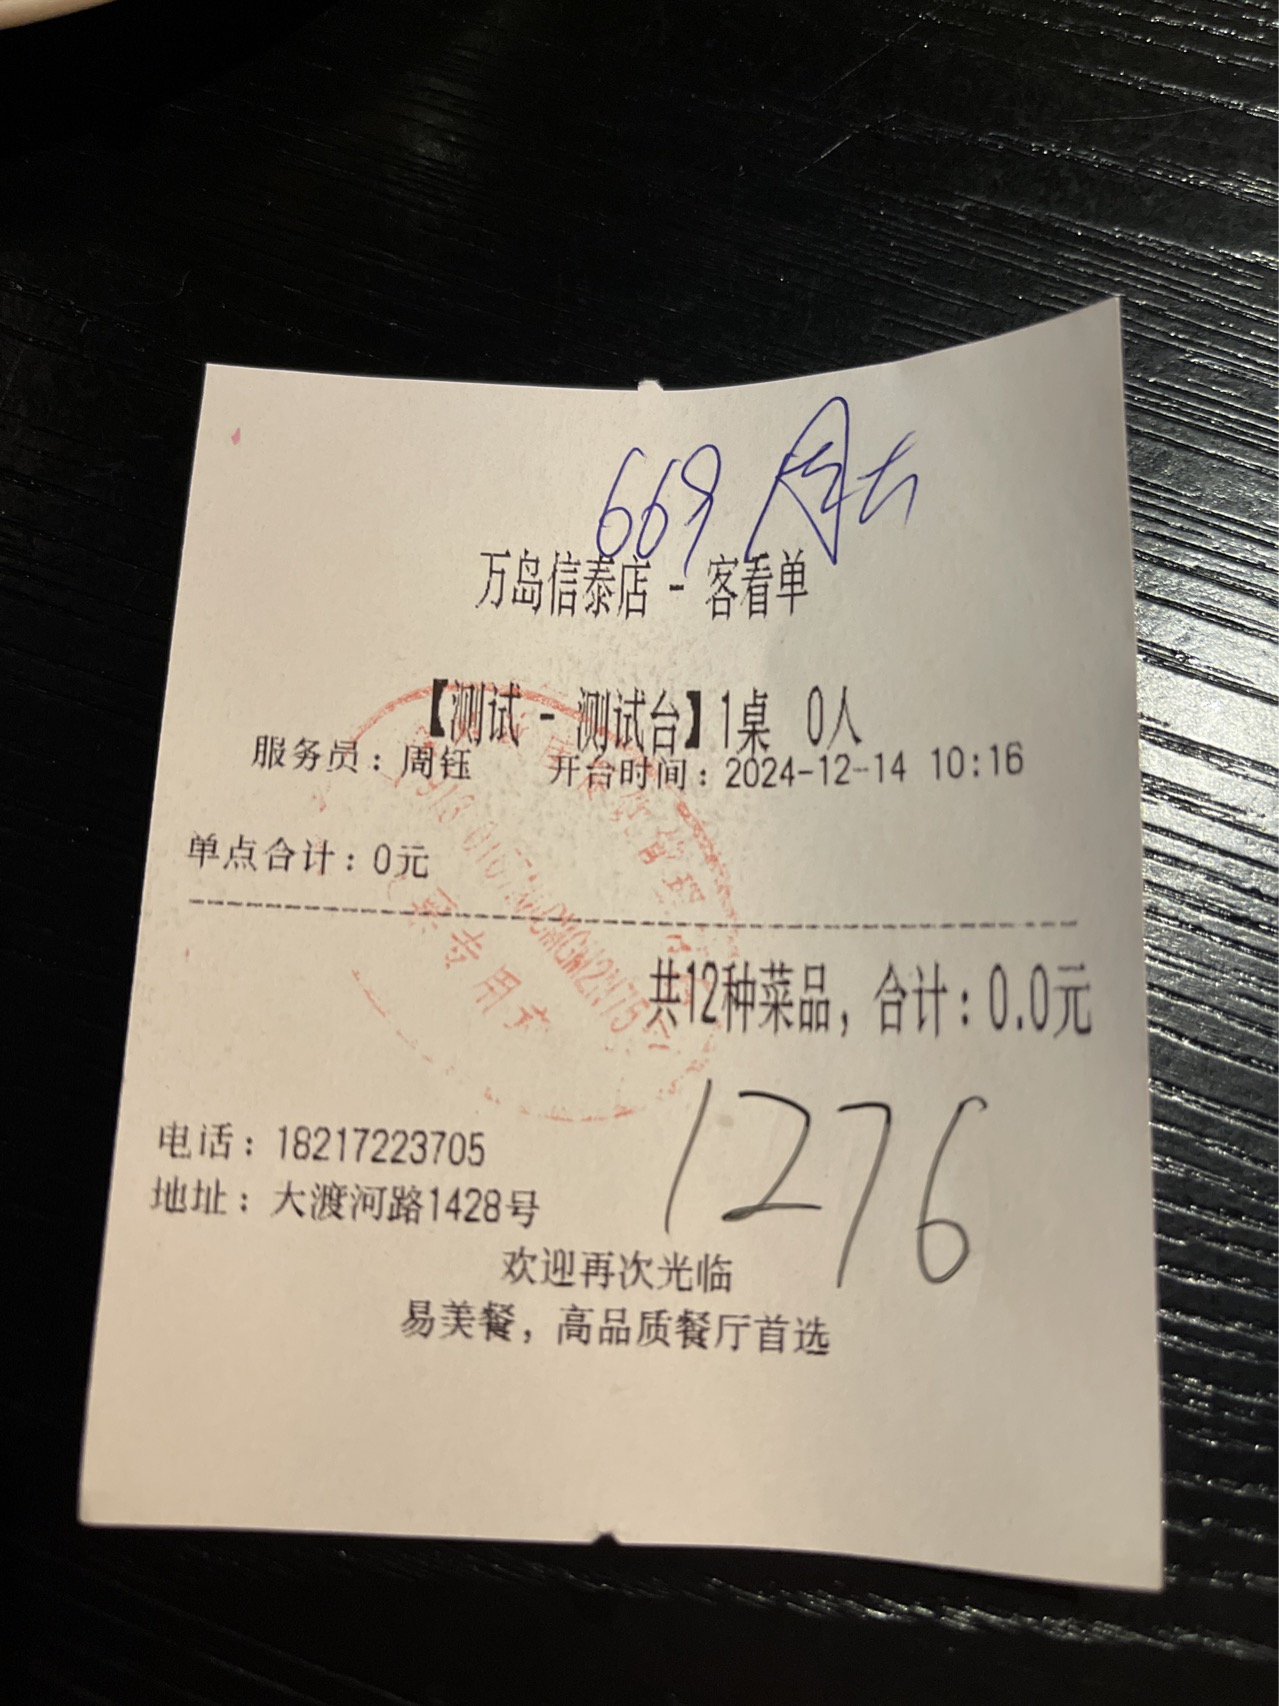 669
万岛信泰店 - 客看单
【测试 - 测试台】1桌 0人
服务员：周钰 开台时间：2024-12-14 10:16
单点合计：0元
共12种菜品，合计：0.0元
票专用
1276
电话：18217223705
地址：大渡河路1428号
欢迎再次光临
易美餐，高品质餐厅首选